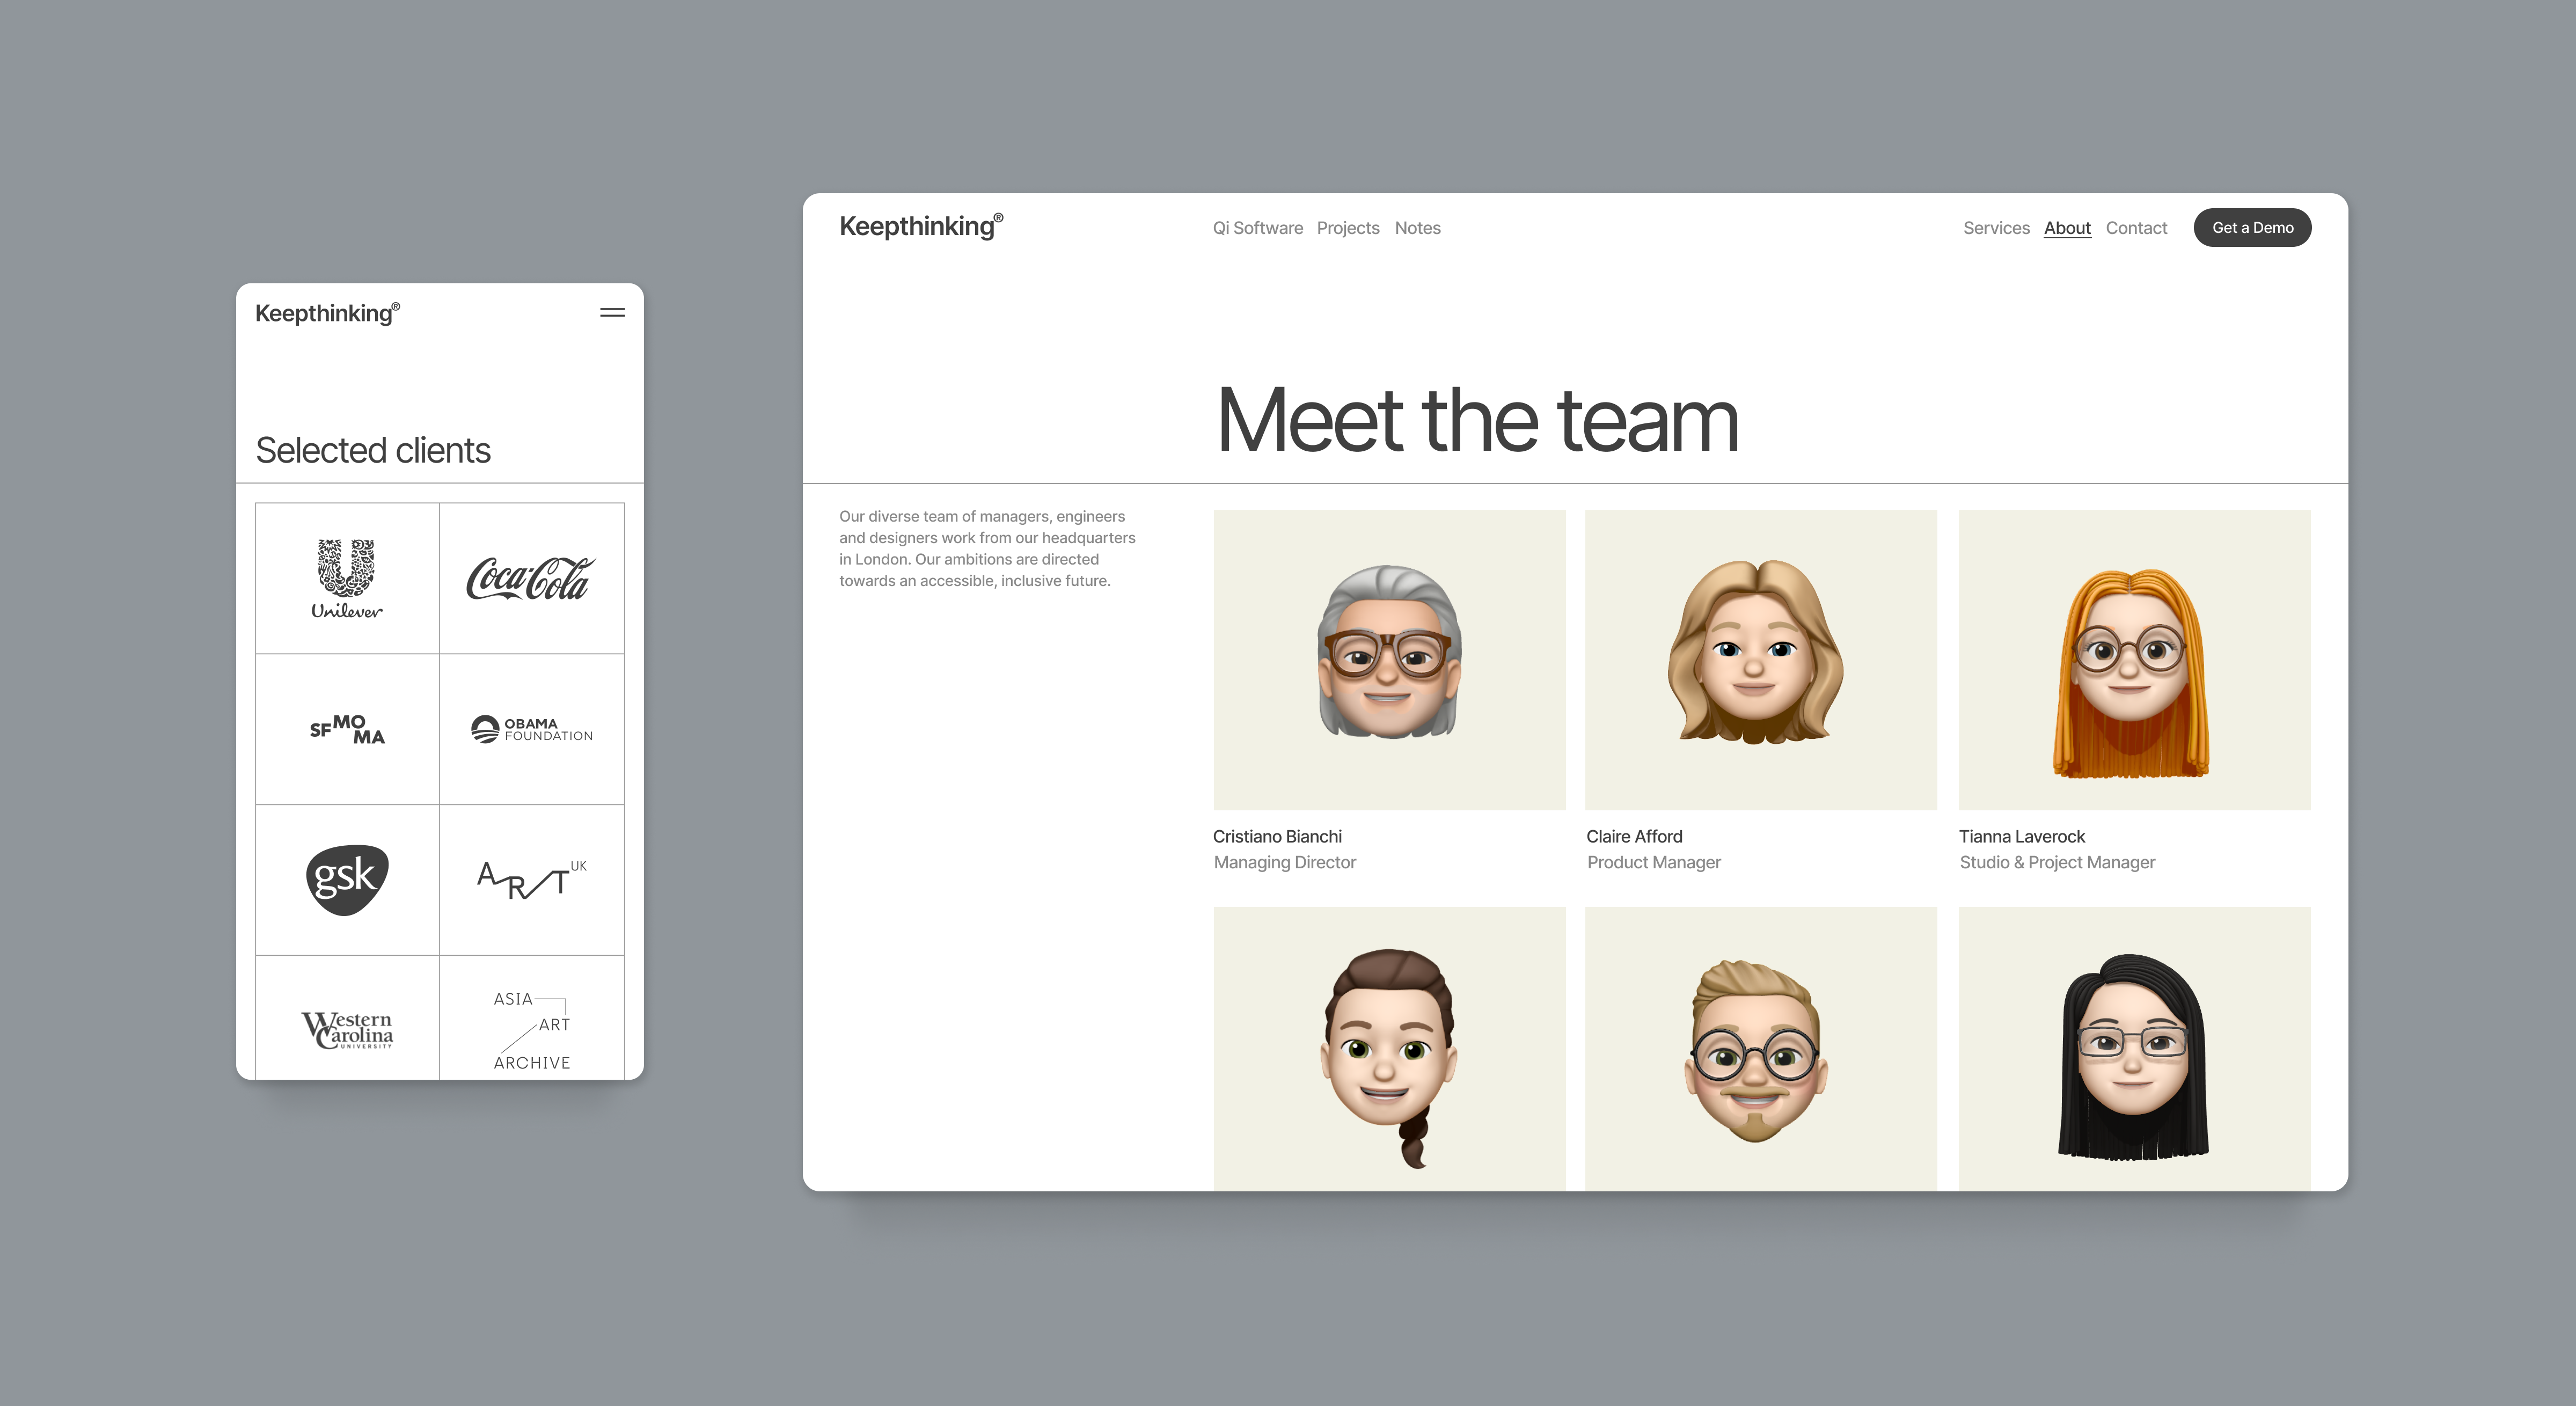 Keepthinking®
Selected clients
Unilever
Coca-Cola
SFMOMA
OBAMA
FOUNDATION
gsk
ART UK
Western
Carolina
UNIVERSITY
ASIA
ART
ARCHIVE
Keepthinking®
Qi Software Projects Notes
Services About Contact Get a Demo
Meet the team
Our diverse team of managers, engineers
and designers work from our headquarters
in London. Our ambitions are directed
towards an accessible, inclusive future.
Cristiano Bianchi
Managing Director
Claire Afford
Product Manager
Tianna Laverock
Studio & Project Manager